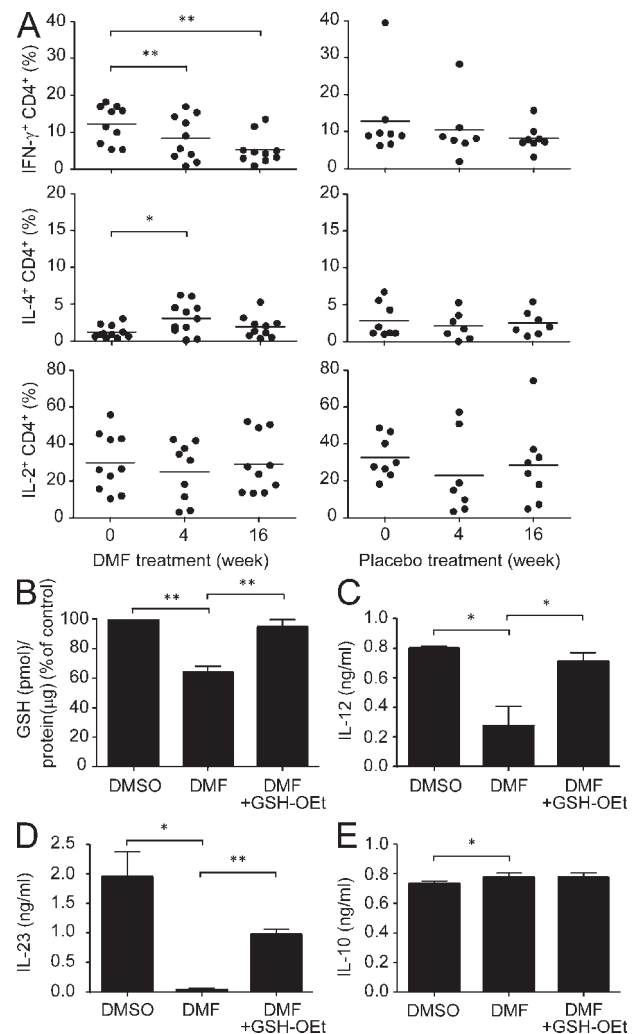 A
IFN-γ⁺ CD4⁺ (%)
40
30
20
10
0
**
**
40
30
20
10
0
IL-4⁺ CD4⁺ (%)
20
15
10
5
0
*
20
15
10
5
0
IL-2⁺ CD4⁺ (%)
80
60
40
20
0
80
60
40
20
0
0 4 16
0 4 16
DMF treatment (week)
Placebo treatment (week)
B
GSH (pmol)/
protein(μg) (% of control)
100
80
60
40
20
0
** **
DMSO DMF DMF
+GSH-OEt
C
IL-12 (ng/ml)
1.0
0.8
0.6
0.4
0.2
0.0
* *
DMSO DMF DMF
+GSH-OEt
D
IL-23 (ng/ml)
2.5
2.0
1.5
1.0
0.5
0.0
* **
DMSO DMF DMF
+GSH-OEt
E
IL-10 (ng/ml)
1.0
0.8
0.6
0.4
0.2
0.0
*
DMSO DMF DMF
+GSH-OEt